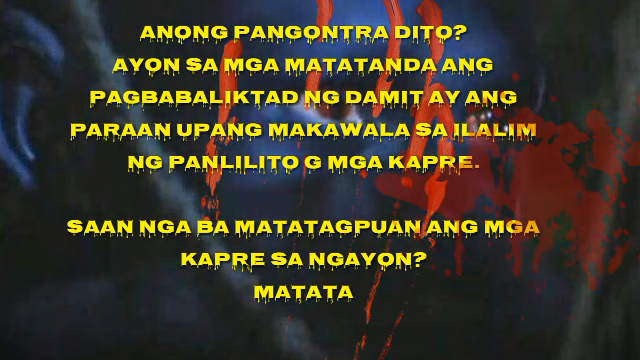 ANONG PANGONTRA DITO?
AYON SA MGA MATATANDA ANG
PAGBABALIKTAD NG DAMIT AY ANG
PARAAN UPANG MAKAWALA SA ILALIM
NG PANLILITO G MGA KAPRE.
SAAN NGA BA MATATAGPUAN ANG MGA
KAPRE SA NGAYON?
MATATA